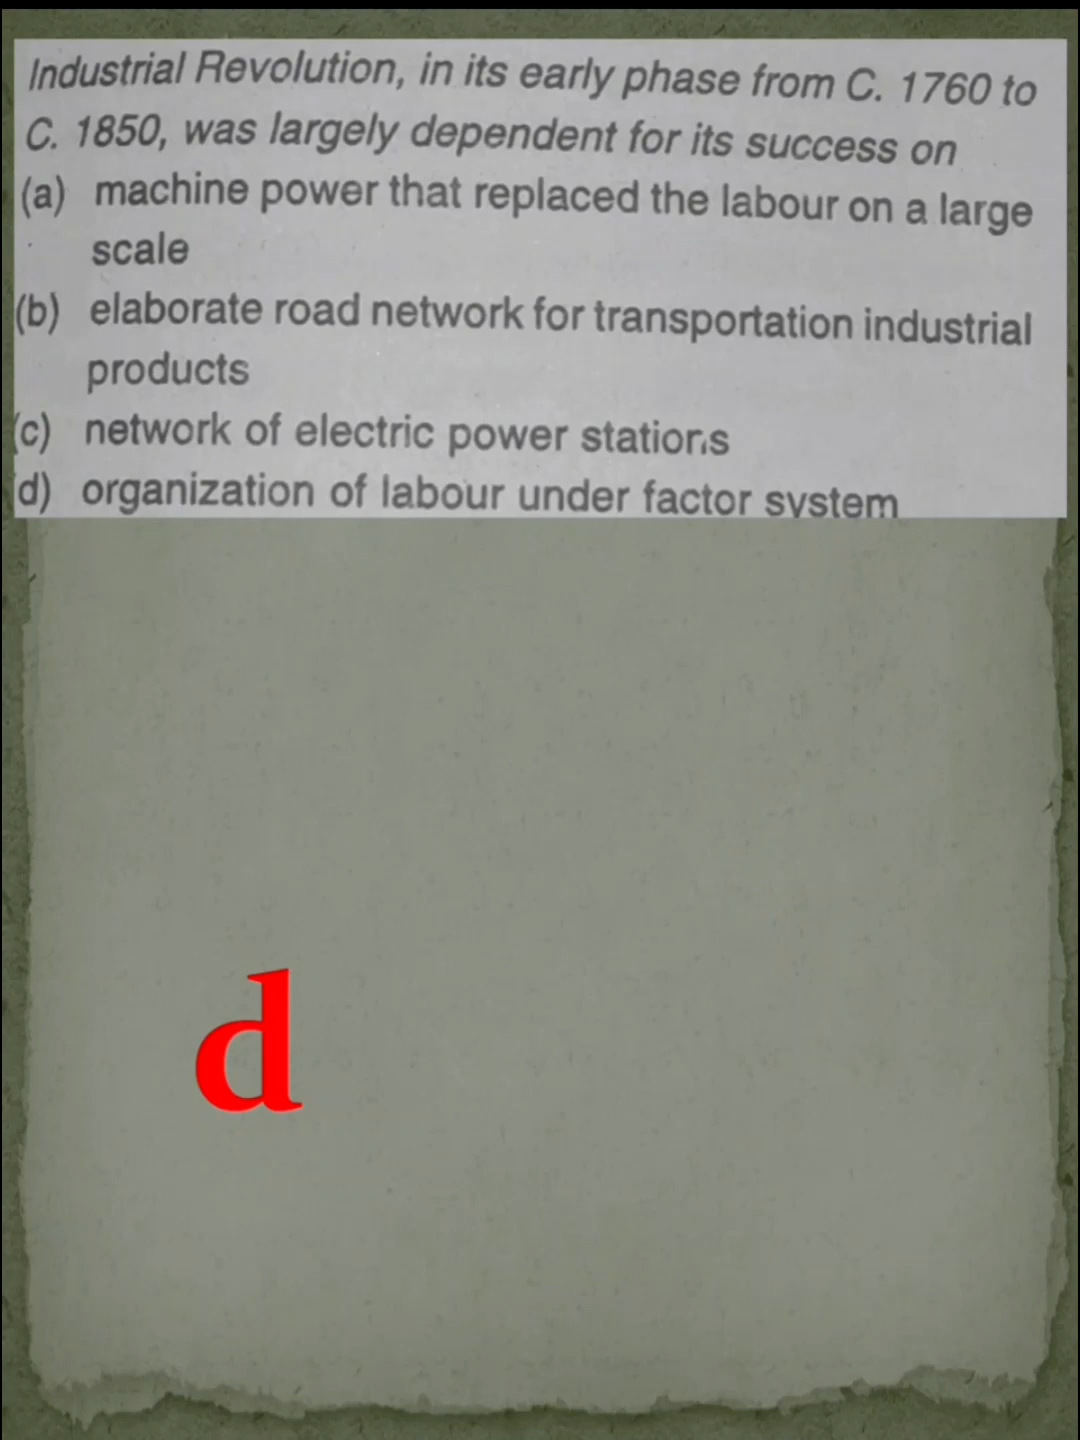 Industrial Revolution, in its early phase from C. 1760 to
C. 1850, was largely dependent for its success on
(a) machine power that replaced the labour on a large
scale
(b) elaborate road network for transportation industrial
products
(c) network of electric power stations
d) organization of labour under factor system
d